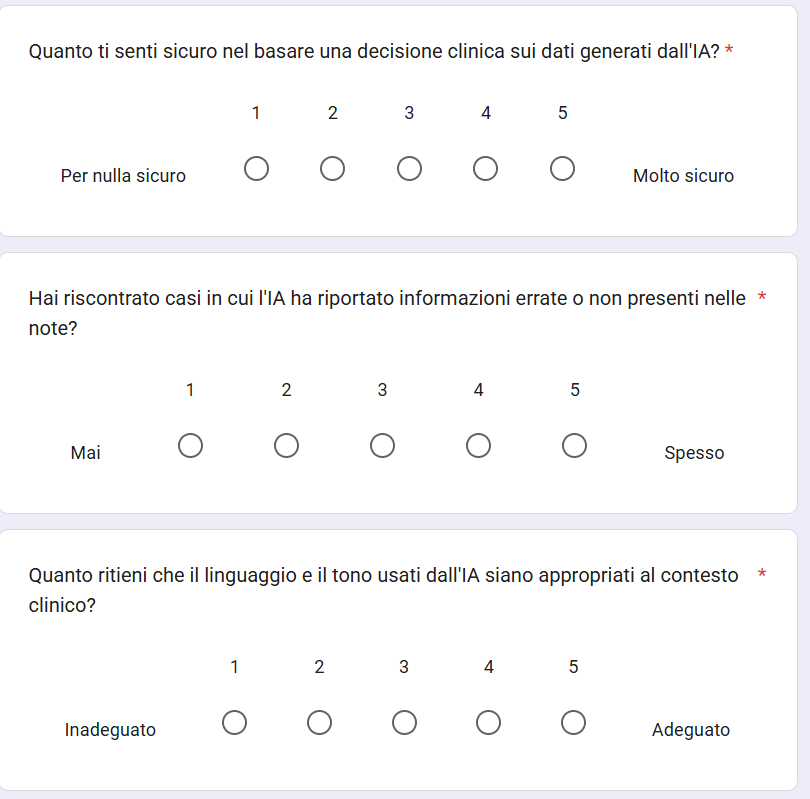 Quanto ti senti sicuro nel basare una decisione clinica sui dati generati dall'IA? *
1 2 3 4 5
Per nulla sicuro Molto sicuro
Hai riscontrato casi in cui l'IA ha riportato informazioni errate o non presenti nelle *
note?
1 2 3 4 5
Mai Spesso
Quanto ritieni che il linguaggio e il tono usati dall'IA siano appropriati al contesto *
clinico?
1 2 3 4 5
Inadeguato Adeguato